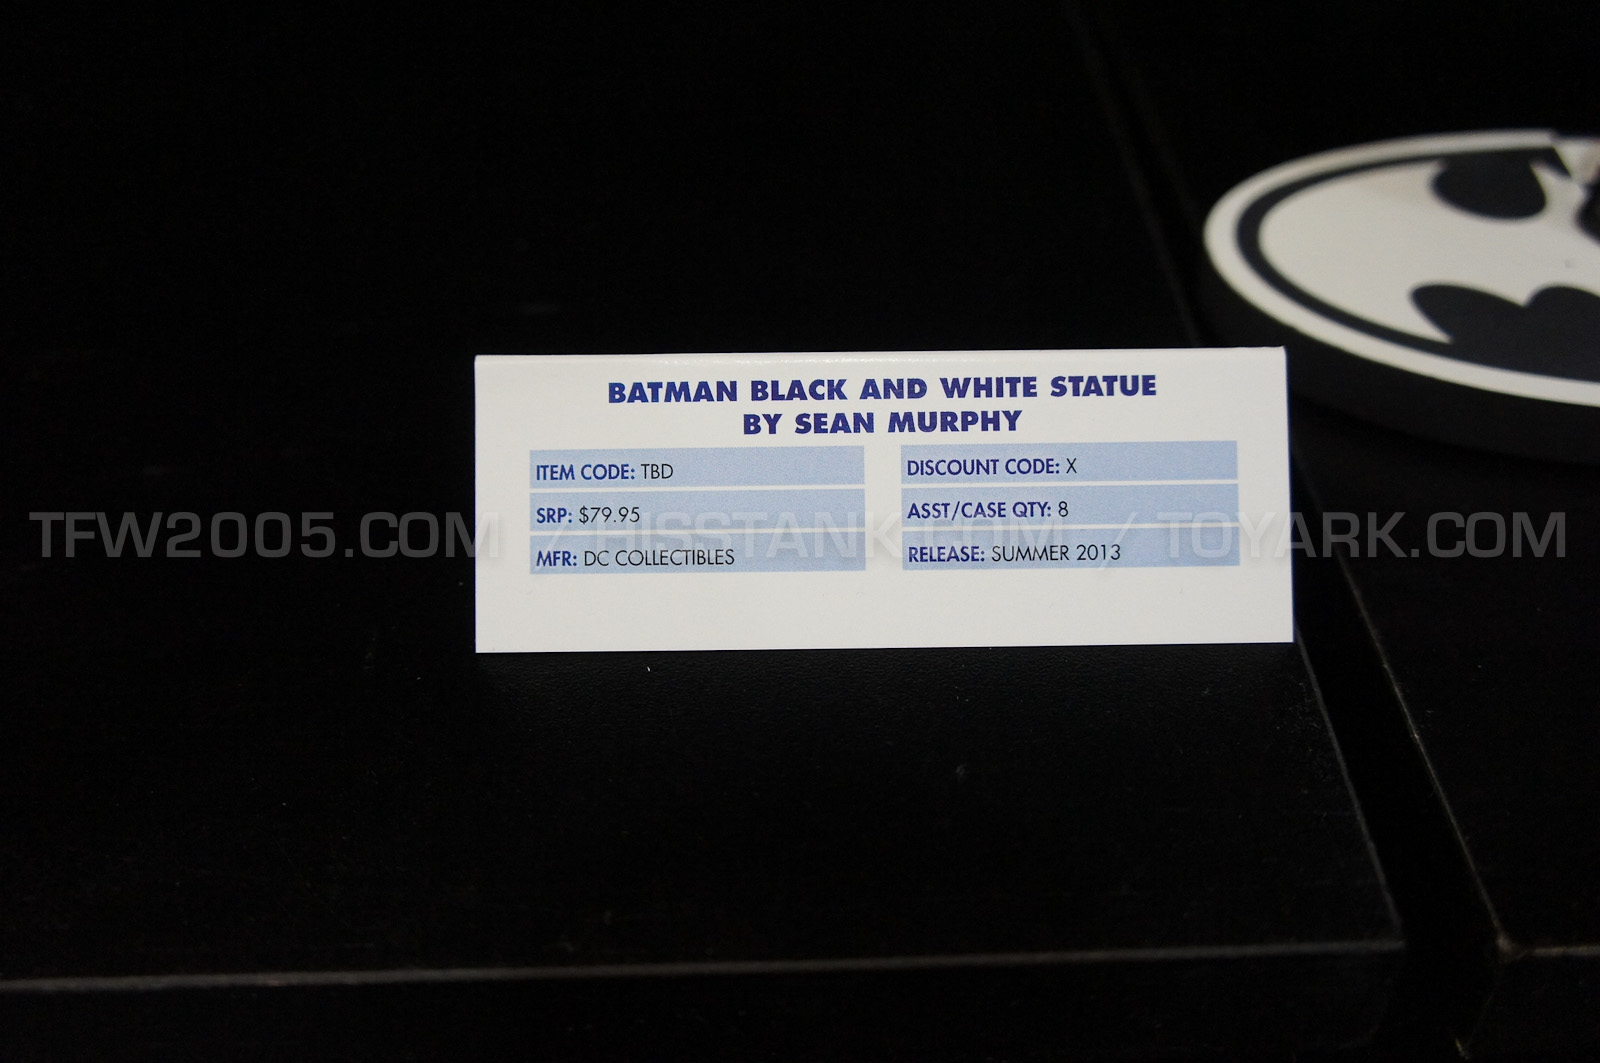 BATMAN BLACK AND WHITE STATUE
BY SEAN MURPHY
ITEM CODE: TBD
SRP: $79.95
MFR: DC COLLECTIBLES
DISCOUNT CODE: X
ASST/CASE QTY: 8
RELEASE: SUMMER 2013
TFW2005.COM / HISSTANK.COM / TOYARK.COM